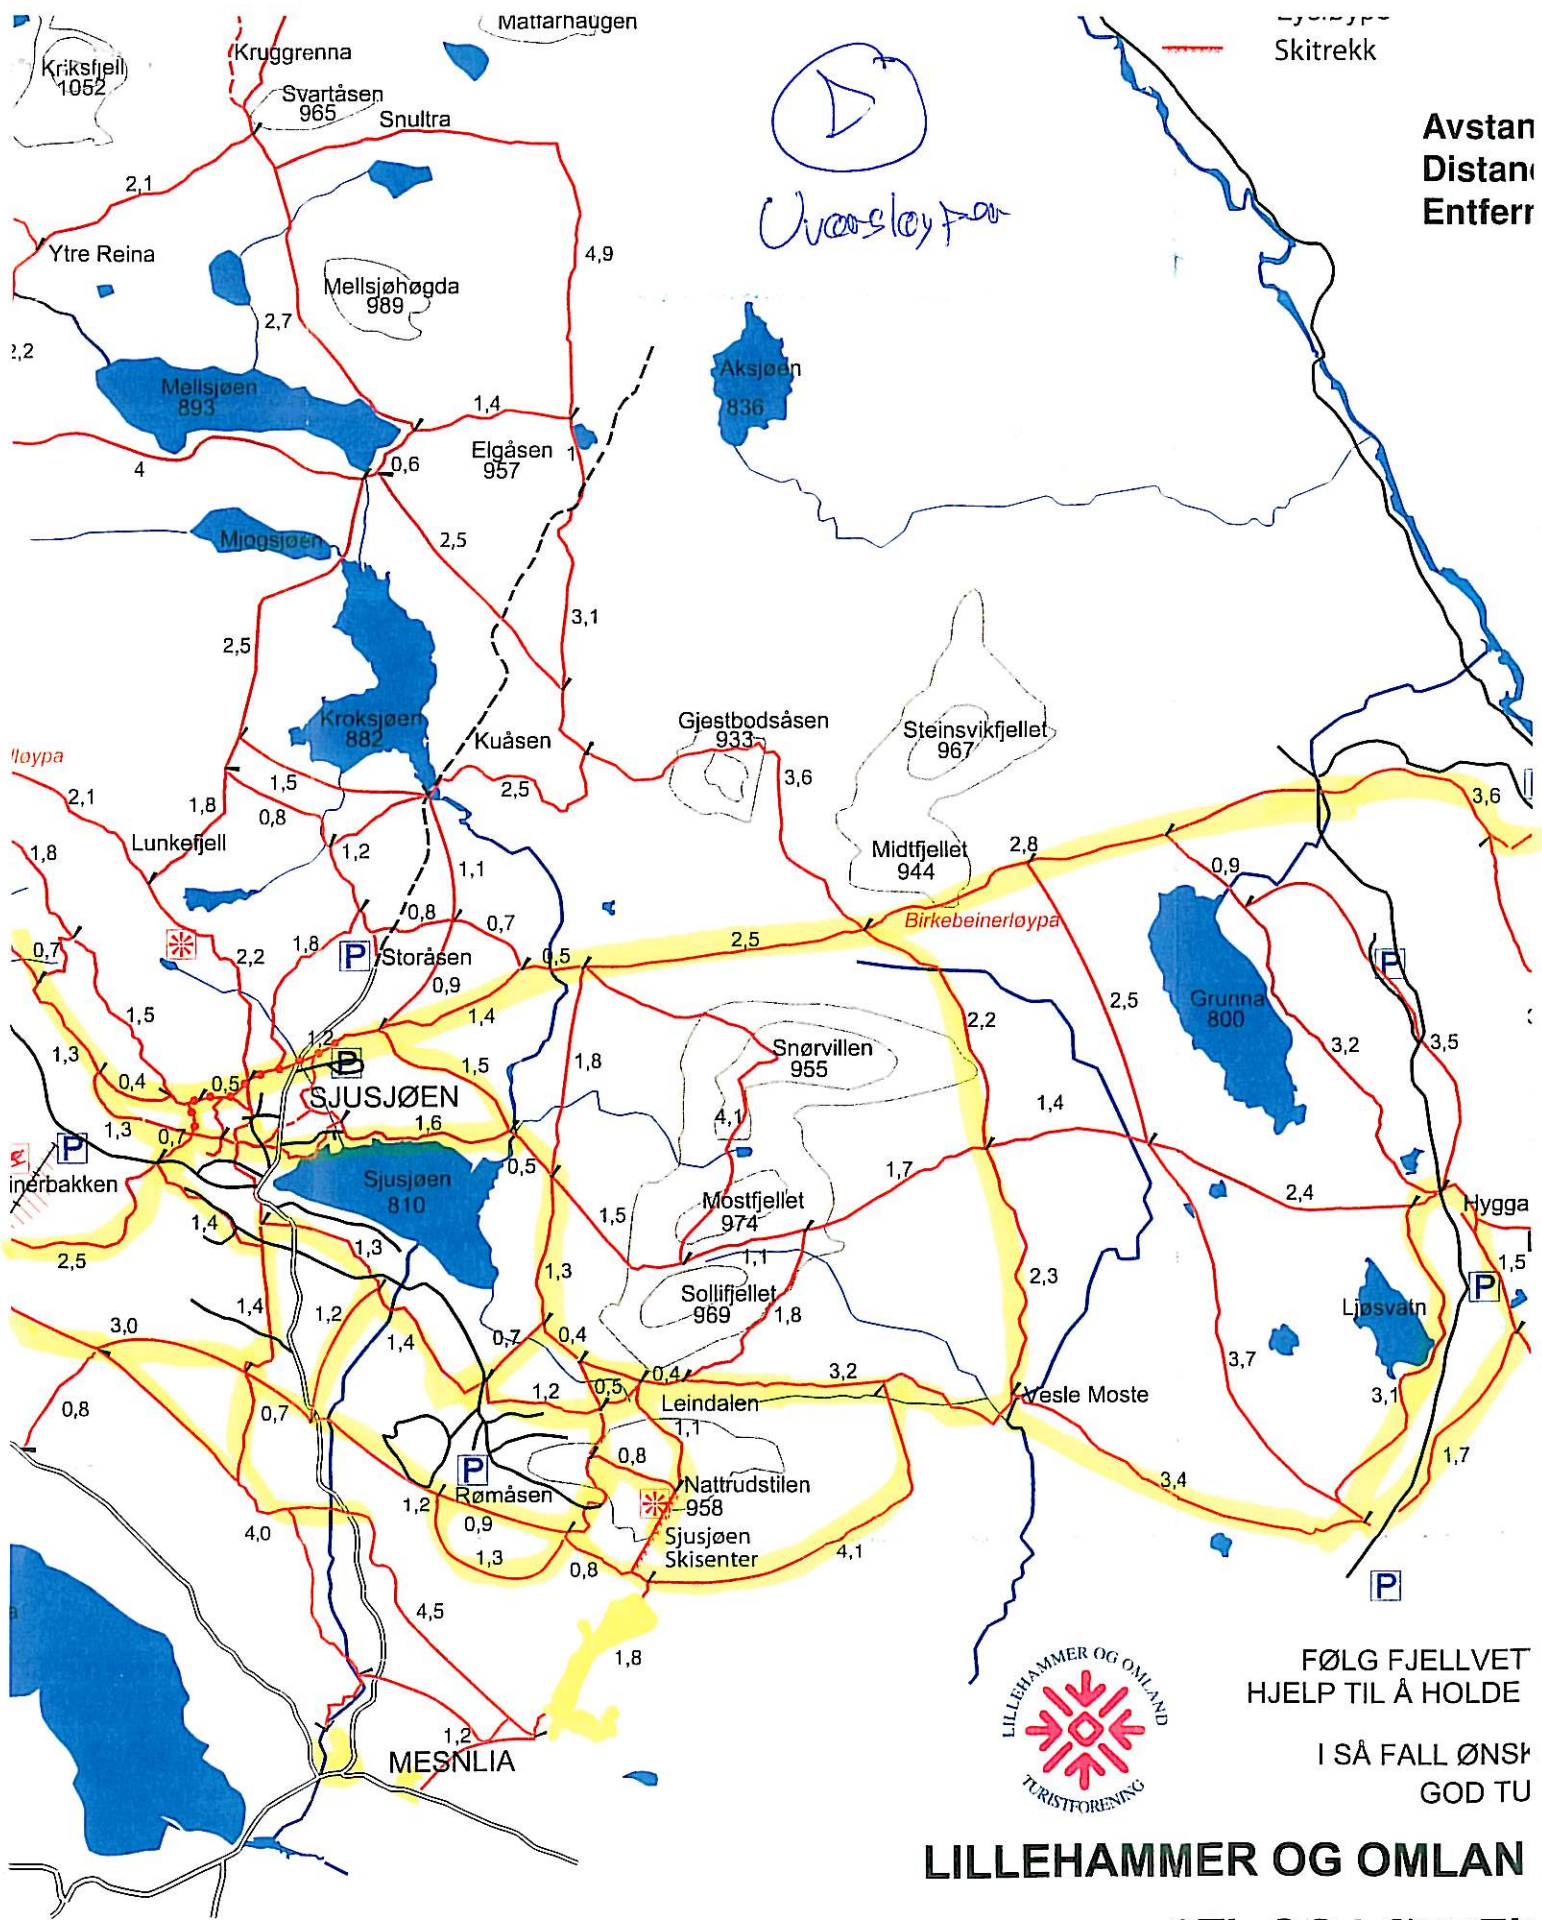 Matfarhaugen
Kruggrenna
Skitrekk
Kriksfjell
1052
Svartåsen
965
Snultra
Avstan
Distan
Entferr
2,1
Ytre Reina
4,9
Mellsjøhøgda
989
2,7
2,2
Aksjøen
836
Mellsjøen
893
1,4
Elgåsen
957
1
4
0,6
2,5
Mjogsjøen
3,1
2,5
Gjestbodsåsen
933
Steinsvikfjellet
967
Kroksjøen
882
Kuåsen
løypa
1,5
2,5
3,6
3,6
2,1
1,8
0,8
Lunkefjell
1,2
2,8
Midtfjellet
944
1,8
1,1
0,9
0,8
0,7
Birkebeinerløypa
0,7
1,8
2,5
2,2
P
Storåsen
0,5
P
0,9
2,5
Grunna
800
1,5
1,4
2,2
1,2
Snørvillen
955
3,2
3,5
1,3
P
1,5
1,8
0,4
0,5
SJUSJØEN
4,1
1,4
1,3
0,7
1,6
P
0,5
inerbakken
Sjusjøen
810
1,7
Mostfjellet
974
2,4
Hygga
1,4
1,5
2,5
1,3
1,1
1,5
1,3
2,3
P
Sollifjellet
969
1,4
1,2
1,8
Ljøsvatn
3,0
1,4
0,7
0,4
3,7
0,4
3,2
1,2
0,5
Leindalen
Vesle Moste
3,1
0,8
0,7
1,1
0,8
1,7
P
Nattrudstilen
958
3,4
1,2
Rømåsen
0,9
Sjusjøen
Skisenter
4,0
1,3
0,8
4,1
P
4,5
1,8
LILLEHAMMER OG OMLAND
TURISTFORENING
FØLG FJELLVET
HJELP TIL Å HOLDE
1,2
MESNLIA
I SÅ FALL ØNSK
GOD TU
LILLEHAMMER OG OMLAN